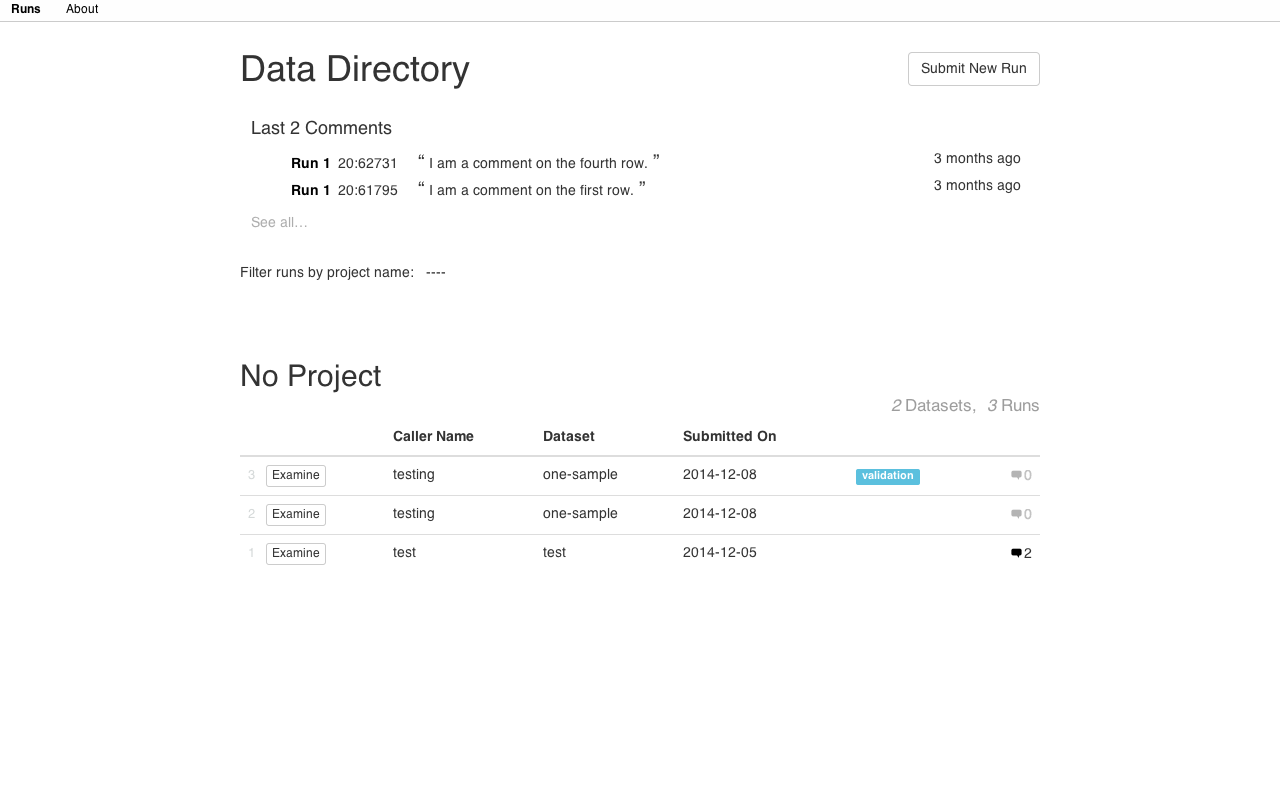 Runs About
Data Directory
Submit New Run
Last 2 Comments
Run 1 20:62731 “ I am a comment on the fourth row. ” 3 months ago
Run 1 20:61795 “ I am a comment on the first row. ” 3 months ago
See all...
Filter runs by project name: ----
No Project
2 Datasets, 3 Runs
Caller Name Dataset Submitted On
3 Examine testing one-sample 2014-12-08 validation 0
2 Examine testing one-sample 2014-12-08 0
1 Examine test test 2014-12-05 2